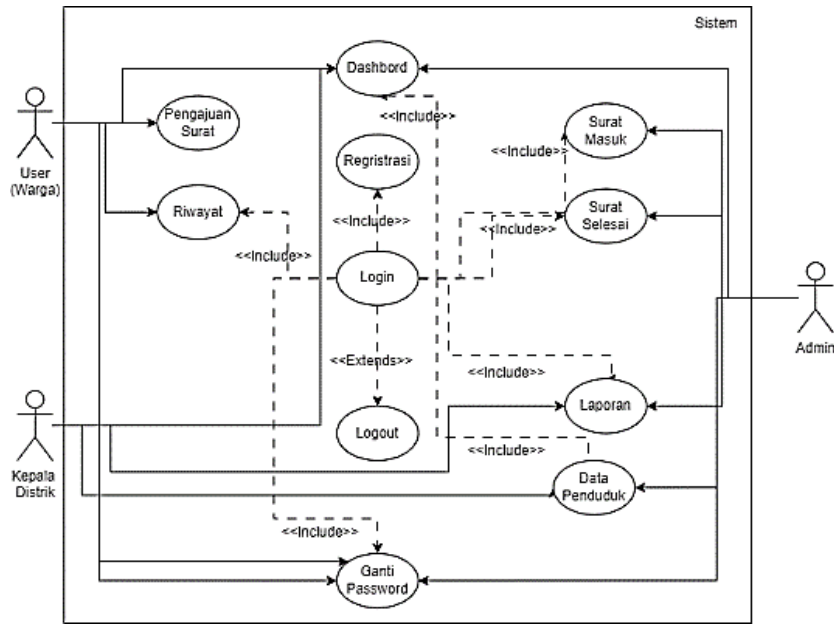 Sistem
Dashbord
<<Include>>
Pengajuan
Surat
Surat
Masuk
User
(Warga)
Regristrasi
<<Include>>
Riwayat
<<Include>>
Surat
Selesai
<<Include>>
<<Include>>
Login
Admin
<<Extends>>
<<Include>>
Laporan
Logout
Kepala
Distrik
<<Include>>
Data
Penduduk
<<Include>>
Ganti
Password